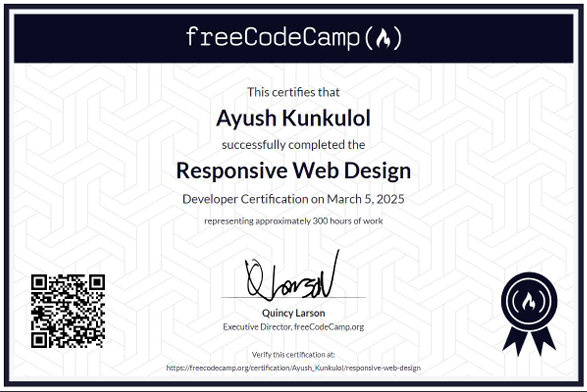 freeCodeCamp
This certifies that
Ayush Kunkulol
successfully completed the
Responsive Web Design
Developer Certification on March 5, 2025
representing approximately 300 hours of work
Q Larson
Quincy Larson
Executive Director, freeCodeCamp.org
Verify this certification at:
https://freecodecamp.org/certification/Ayush_Kunkulol/responsive-web-design